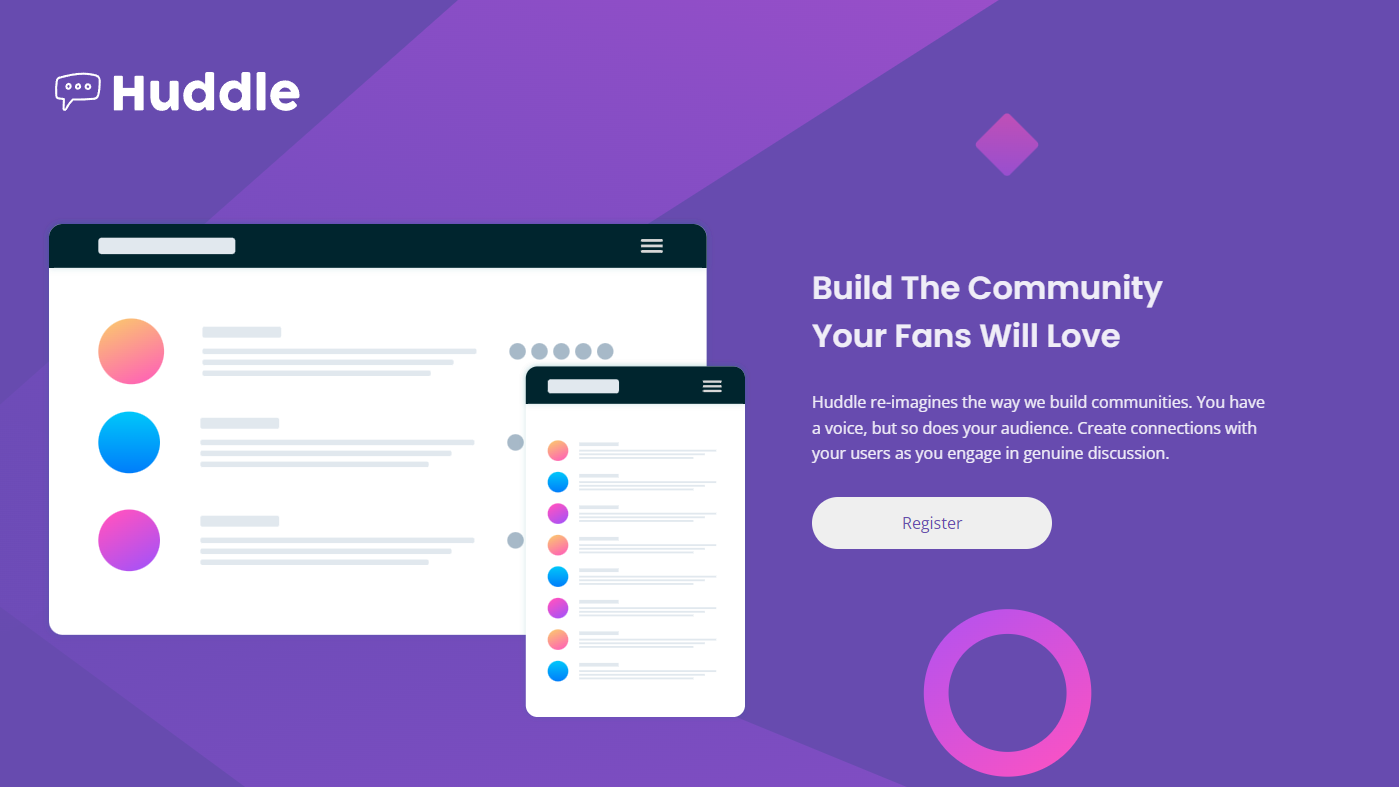 Huddle
Build The Community
Your Fans Will Love
Huddle re-imagines the way we build communities. You have
a voice, but so does your audience. Create connections with
your users as you engage in genuine discussion.
Register